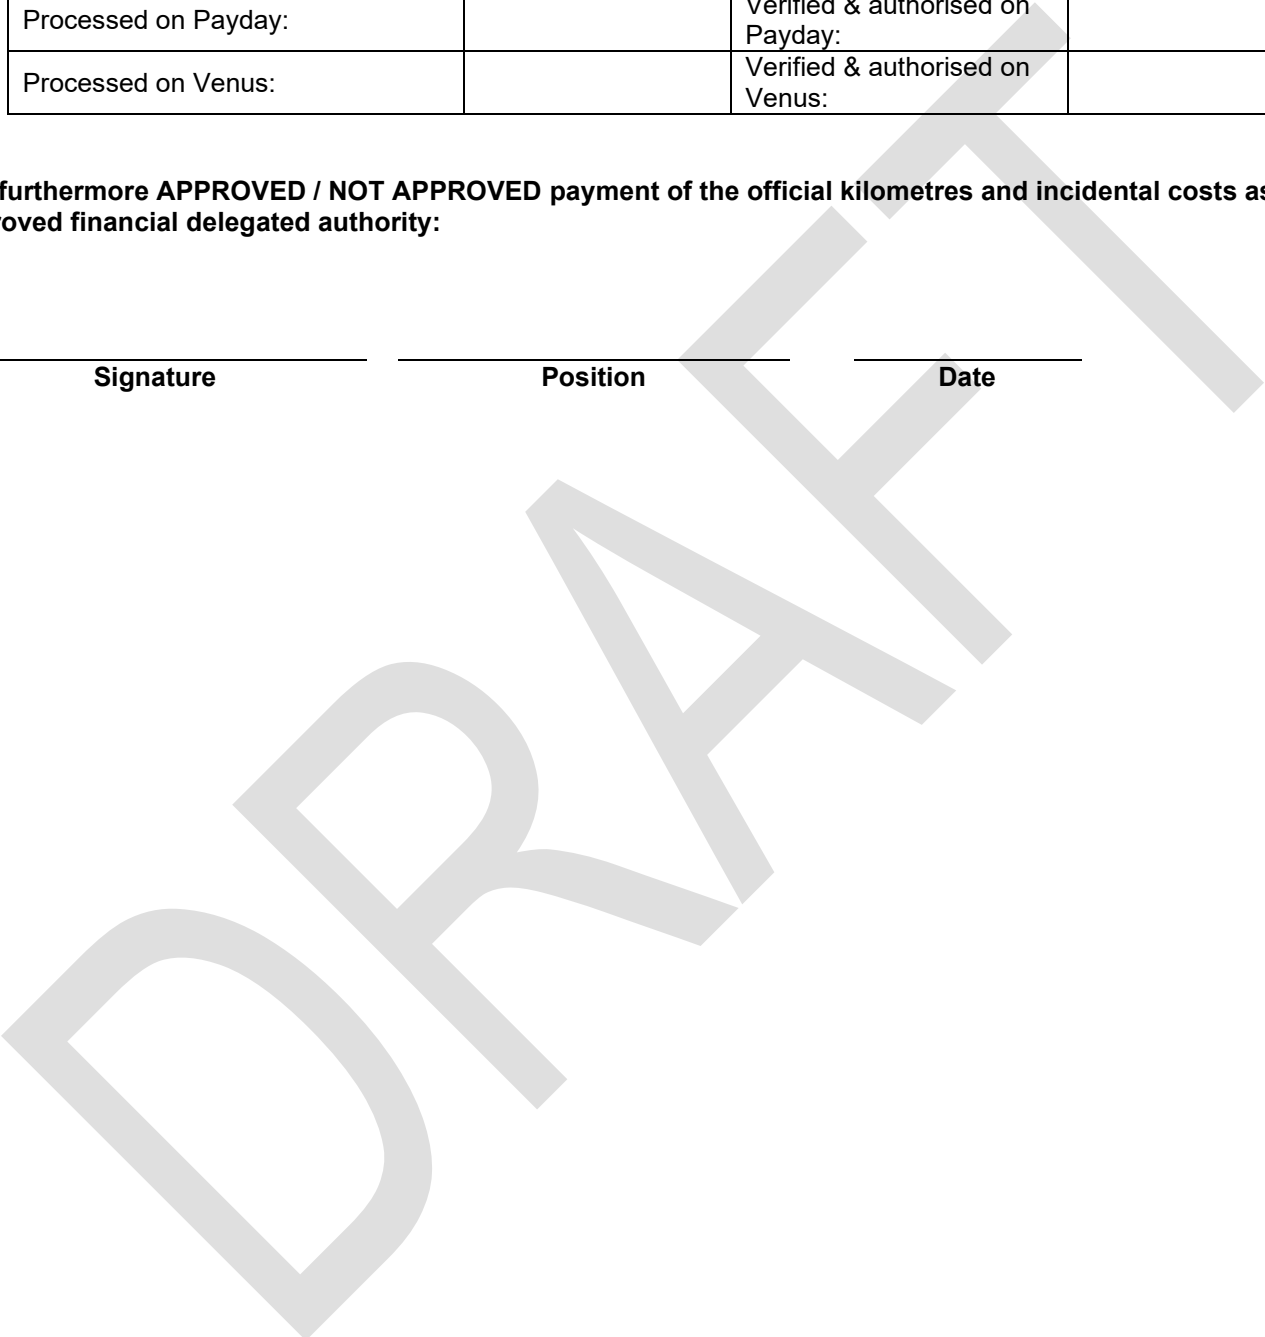 Processed on Payday:
Verified & authorised on
Payday:
Processed on Venus:
Verified & authorised on
Venus:
furthermore APPROVED / NOT APPROVED payment of the official kilometres and incidental costs as
oved financial delegated authority:
Signature Position Date
DRAFT